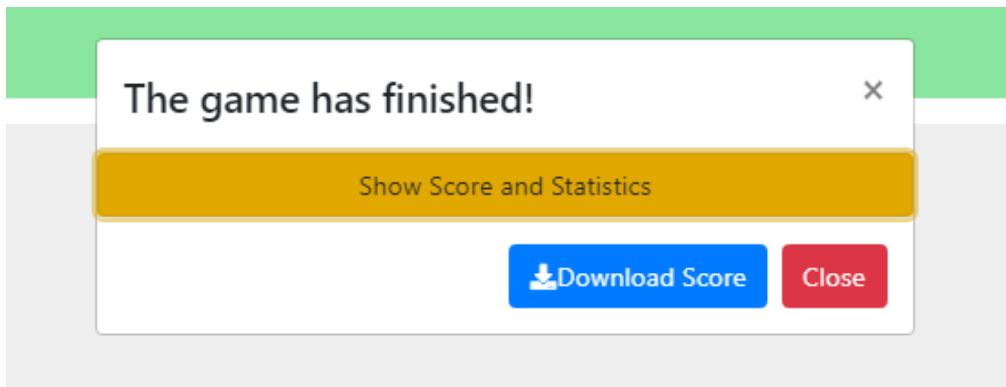 The game has finished! ×
Show Score and Statistics
Download Score Close